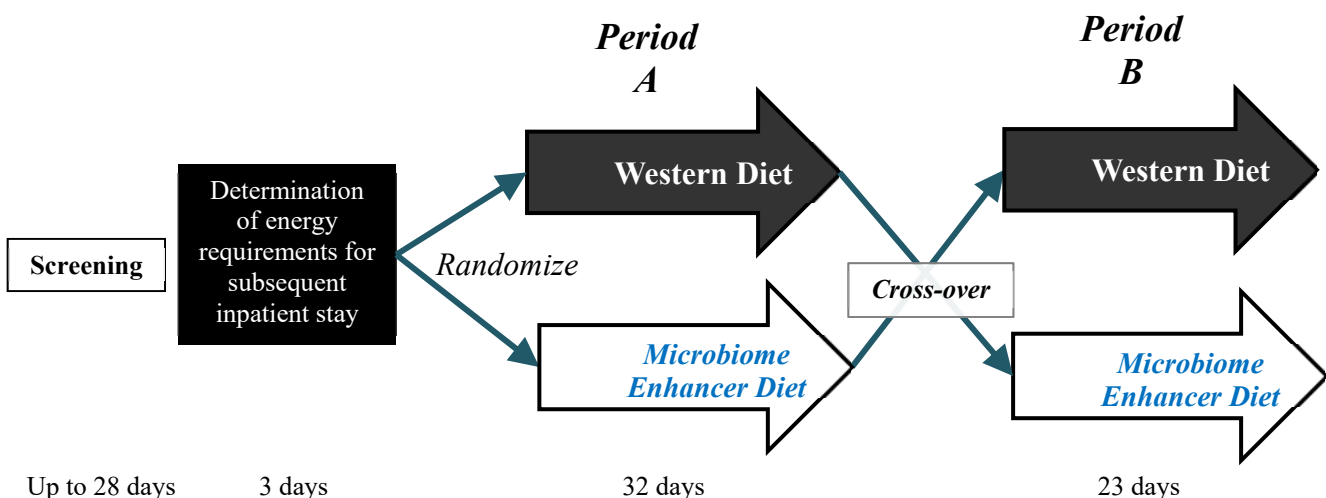 Period
A
Period
B
Western Diet
Western Diet
Determination
of energy
requirements for
subsequent
inpatient stay
Screening
Randomize
Cross-over
Microbiome
Enhancer Diet
Microbiome
Enhancer Diet
Up to 28 days
3 days
32 days
23 days